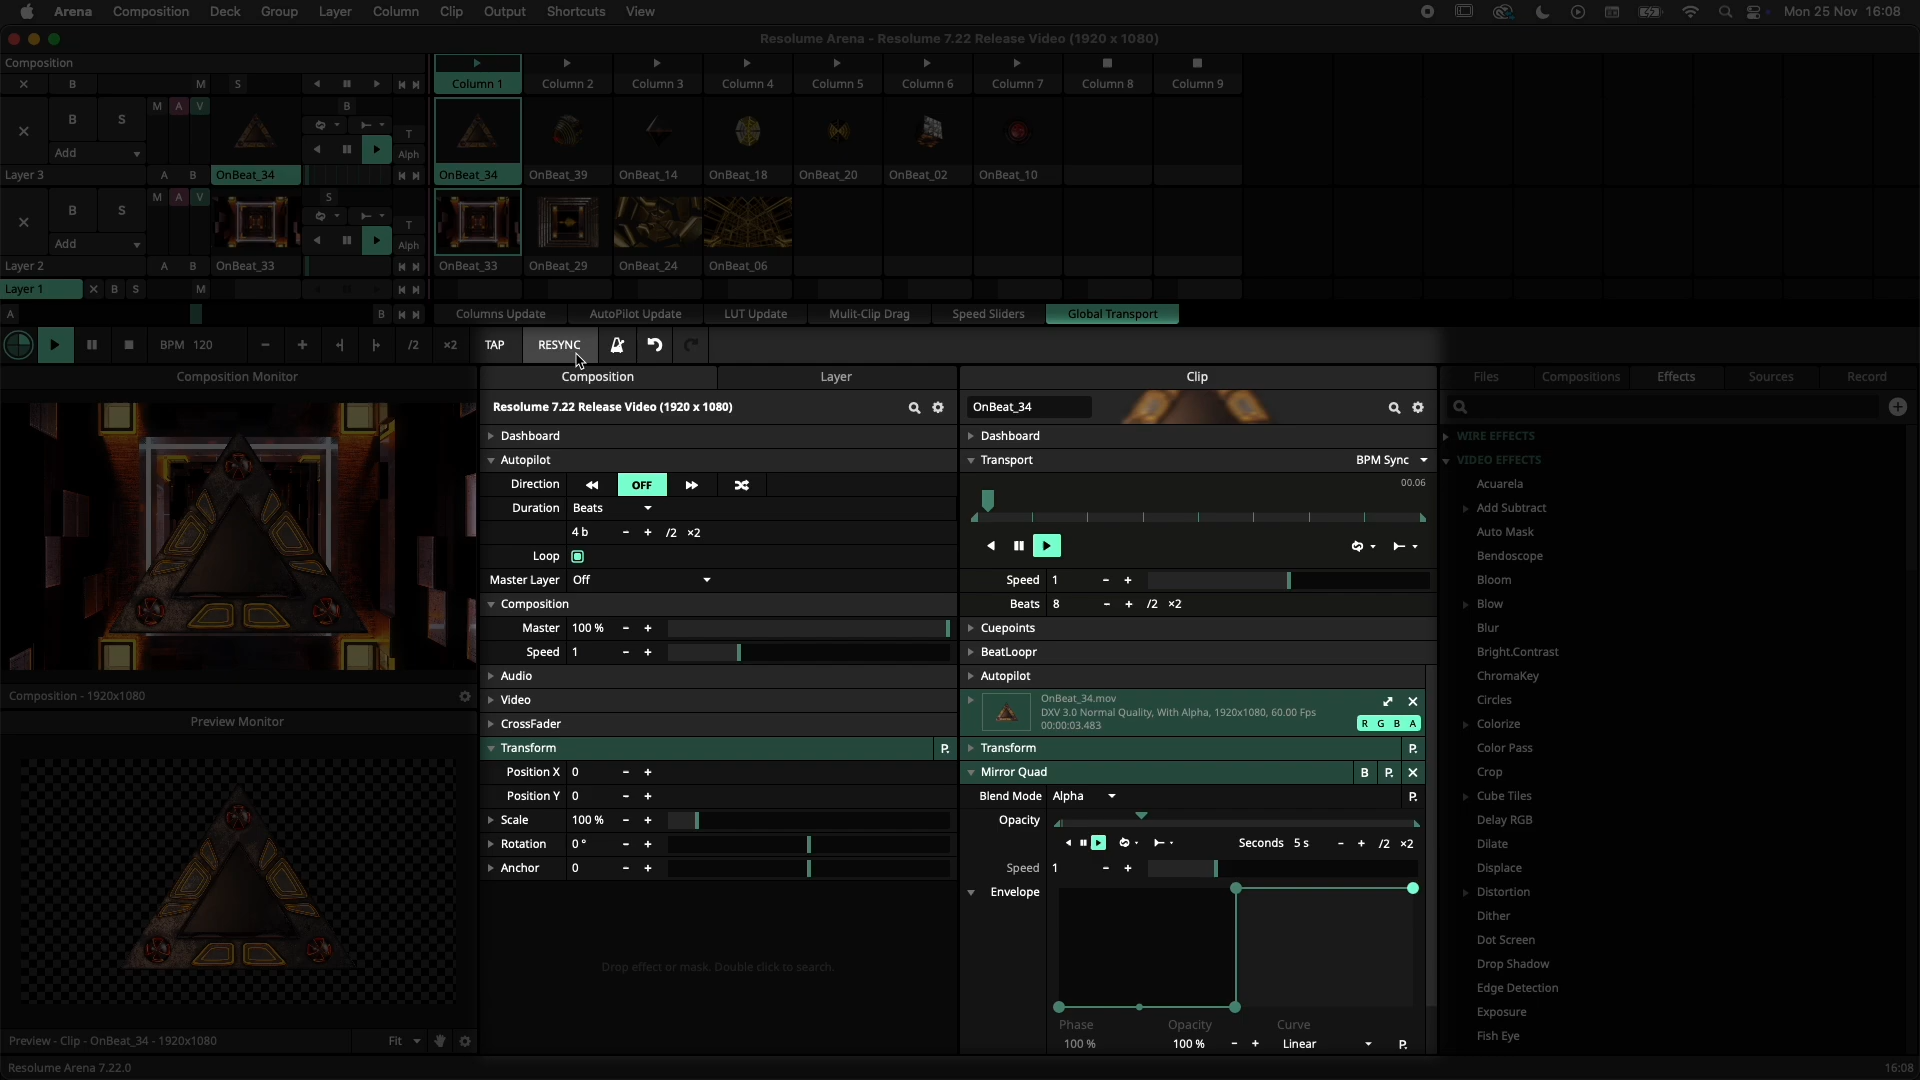 Arena Composition Deck Group Layer Column Clip Output Shortcuts View Mon 25 Nov 16:08
Resolume Arena - Resolume 7.22 Release Video (1920 x 1080)
Composition
Column 1 Column 2 Column 3 Column 4 Column 5 Column 6 Column 7 Column 8 Column 9
B M S
M A V B
B S
T
Add Alph
Layer 3 A B OnBeat_34 OnBeat_34 OnBeat_39 OnBeat_14 OnBeat_18 OnBeat_20 OnBeat_02 OnBeat_10
M A V S
B S
T
Add Alph
Layer 2 A B OnBeat_33 OnBeat_33 OnBeat_29 OnBeat_24 OnBeat_06
Layer 1 B S M
A B Columns Update AutoPilot Update LUT Update Mulit-Clip Drag Speed Sliders Global Transport
BPM 120 - + /2 ×2 TAP RESYNC
Composition Monitor
Composition - 1920x1080
Preview Monitor
Preview - Clip - OnBeat_34 - 1920x1080 Fit
Composition Layer
Resolume 7.22 Release Video (1920 x 1080)
Dashboard
Autopilot
Direction OFF
Duration Beats
4 b - + /2 ×2
Loop
Master Layer Off
Composition
Master 100 % - +
Speed 1 - +
Audio
Video
CrossFader
Transform P.
Position X 0 - +
Position Y 0 - +
Scale 100 % - +
Rotation 0 ° - +
Anchor 0 - +
Drop effect or mask. Double click to search.
Clip
OnBeat_34
Dashboard
Transport BPM Sync
00.06
Speed 1 - +
Beats 8 - + /2 ×2
Cuepoints
BeatLoopr
Autopilot
OnBeat_34.mov
DXV 3.0 Normal Quality, With Alpha, 1920x1080, 60.00 Fps
00:00:03.483 R G B A
Transform P.
Mirror Quad B P.
Blend Mode Alpha P.
Opacity
Seconds 5 s - + /2 ×2
Speed 1 - +
Envelope
Phase Opacity Curve
100 % 100 % - + Linear P.
Files Compositions Effects Sources Record
WIRE EFFECTS
VIDEO EFFECTS
Acuarela
Add Subtract
Auto Mask
Bendoscope
Bloom
Blow
Blur
Bright.Contrast
ChromaKey
Circles
Colorize
Color Pass
Crop
Cube Tiles
Delay RGB
Dilate
Displace
Distortion
Dither
Dot Screen
Drop Shadow
Edge Detection
Exposure
Fish Eye
Resolume Arena 7.22.0 16:08